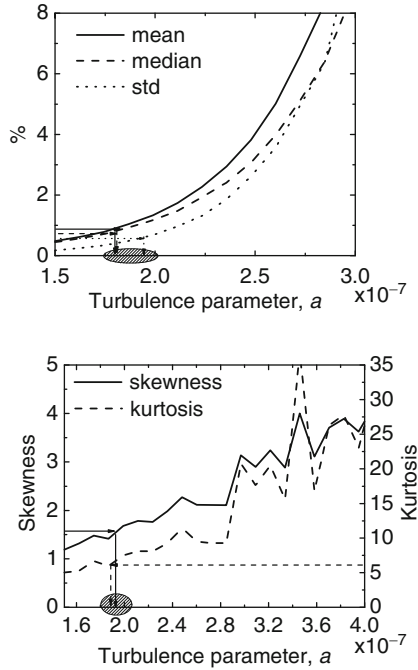 8
6
4
2
0
%
mean
median
std
1.5 2.0 2.5 3.0
Turbulence parameter, a x10⁻⁷
5
4
3
2
1
0
Skewness
skewness
kurtosis
35
30
25
20
15
10
5
0
Kurtosis
1.6 2.0 2.4 2.8 3.2 3.6 4.0
Turbulence parameter, a x10⁻⁷